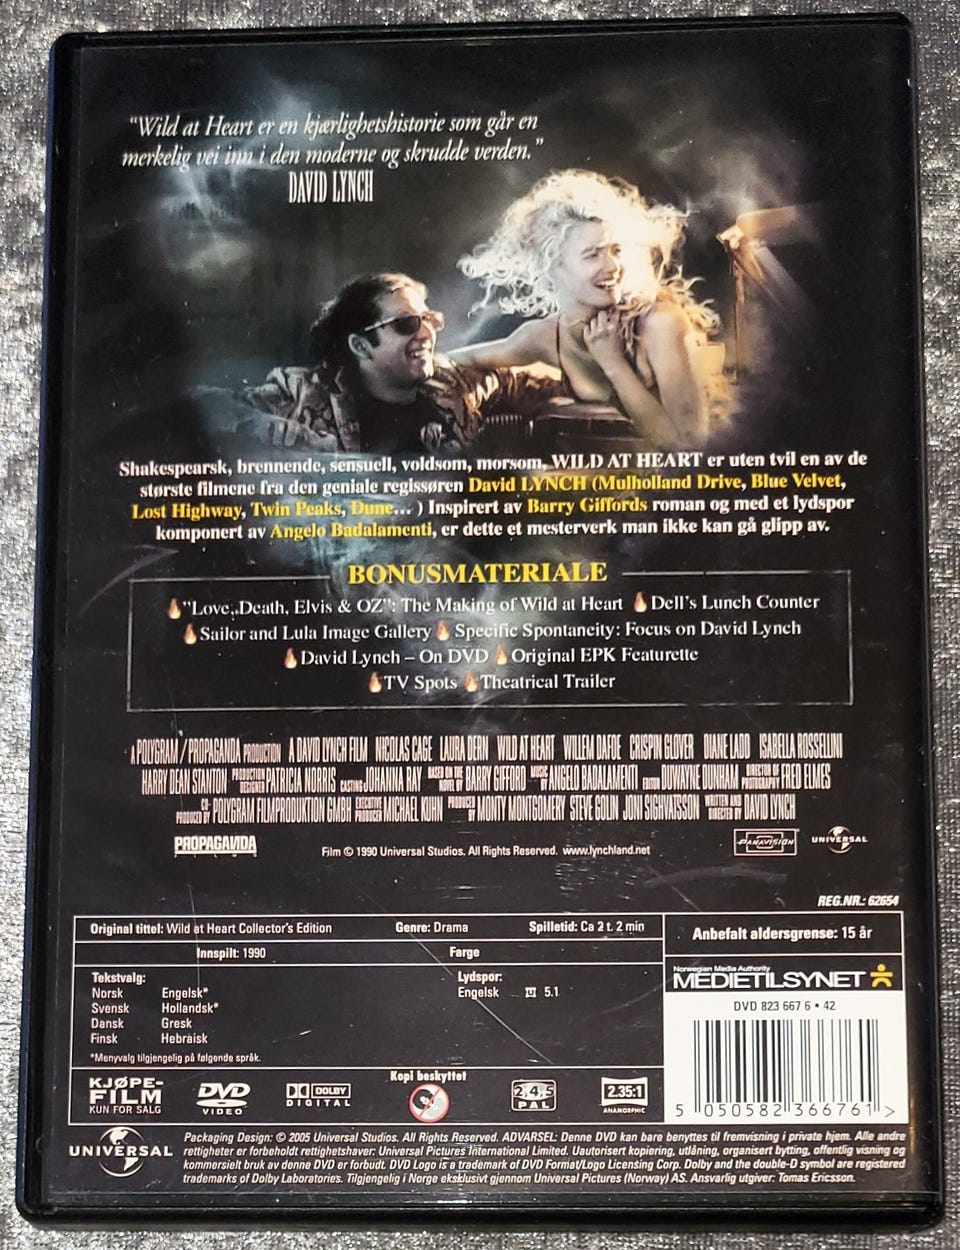 "Wild at Heart er en kjærlighetshistorie som går en
merkelig vei inn i den moderne og skrudde verden."
DAVID LYNCH
Shakespearsk, brennende, sensuell, voldsom, morsom, WILD AT HEART er uten tvil en av de
største filmene fra den geniale regissøren David LYNCH (Mulholland Drive, Blue Velvet,
Lost Highway, Twin Peaks, Dune... ) Inspirert av Barry Giffords roman og med et lydspor
komponert av Angelo Badalamenti, er dette et mesterverk man ikke kan gå glipp av.
BONUSMATERIALE
"Love, Death, Elvis & OZ": The Making of Wild at Heart Dell's Lunch Counter
Sailor and Lula Image Gallery Specific Spontaneity: Focus on David Lynch
David Lynch – On DVD Original EPK Featurette
TV Spots Theatrical Trailer
A POLYGRAM / PROPAGANDA PRODUCTION A DAVID LYNCH FILM NICOLAS CAGE LAURA DERN WILD AT HEART WILLEM DAFOE CRISPIN GLOVER DIANE LADD ISABELLA ROSSELLINI
HARRY DEAN STANTON PRODUCTION DESIGNER PATRICIA NORRIS CASTING JOHANNA RAY BASED ON THE NOVEL BY BARRY GIFFORD MUSIC BY ANGELO BADALAMENTI EDITOR DUWAYNE DUNHAM DIRECTOR OF PHOTOGRAPHY FRED ELMES
CO-PRODUCED BY POLYGRAM FILMPRODUKTION GMBH EXECUTIVE PRODUCER MICHAEL KUHN PRODUCED BY MONTY MONTGOMERY STEVE GOLIN JONI SIGHVATSSON WRITTEN AND DIRECTED BY DAVID LYNCH
PROPAGANDA
FILMS
Film © 1990 Universal Studios. All Rights Reserved. www.lynchland.net
PANAVISION
UNIVERSAL
REG.NR.: 62654
Original tittel: Wild at Heart Collector's Edition Genre: Drama Spilletid: Ca 2 t. 2 min
Innspilt: 1990 Farge
Anbefalt aldersgrense: 15 år
Tekstvalg:
Norsk Engelsk*
Svensk Hollandsk*
Dansk Gresk
Finsk Hebraisk
*Menyvalg tilgjengelig på følgende språk.
Lydspor:
Engelsk 5.1
Norwegian Media Authority
MEDIETILSYNET
DVD 823 667 6 • 42
5 050582 366761 >
KJØPE-
FILM
KUN FOR SALG
DVD
VIDEO
DOLBY
DIGITAL
Kopi beskyttet
2.4.5
PAL
2.35:1
ANAMORPHIC
UNIVERSAL
Packaging Design: © 2005 Universal Studios. All Rights Reserved. ADVARSEL: Denne DVD kan bare benyttes til fremvisning i private hjem. Alle andre
rettigheter er forbeholdt rettighetshaver: Universal Pictures International Limited. Uautorisert kopiering, utlåning, organisert bytting, offentlig visning og
kommersielt bruk av denne DVD er forbudt. DVD Logo is a trademark of DVD Format/Logo Licensing Corp. Dolby and the double-D symbol are registered
trademarks of Dolby Laboratories. Tilgjengelig i Norge eksklusivt gjennom Universal Pictures (Norway) AS. Ansvarlig utgiver: Tomas Ericsson.